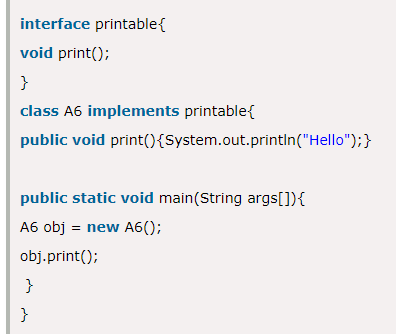 interface printable{
void print();
}
class A6 implements printable{
public void print(){System.out.println("Hello");}
public static void main(String args[]){
A6 obj = new A6();
obj.print();
}
}